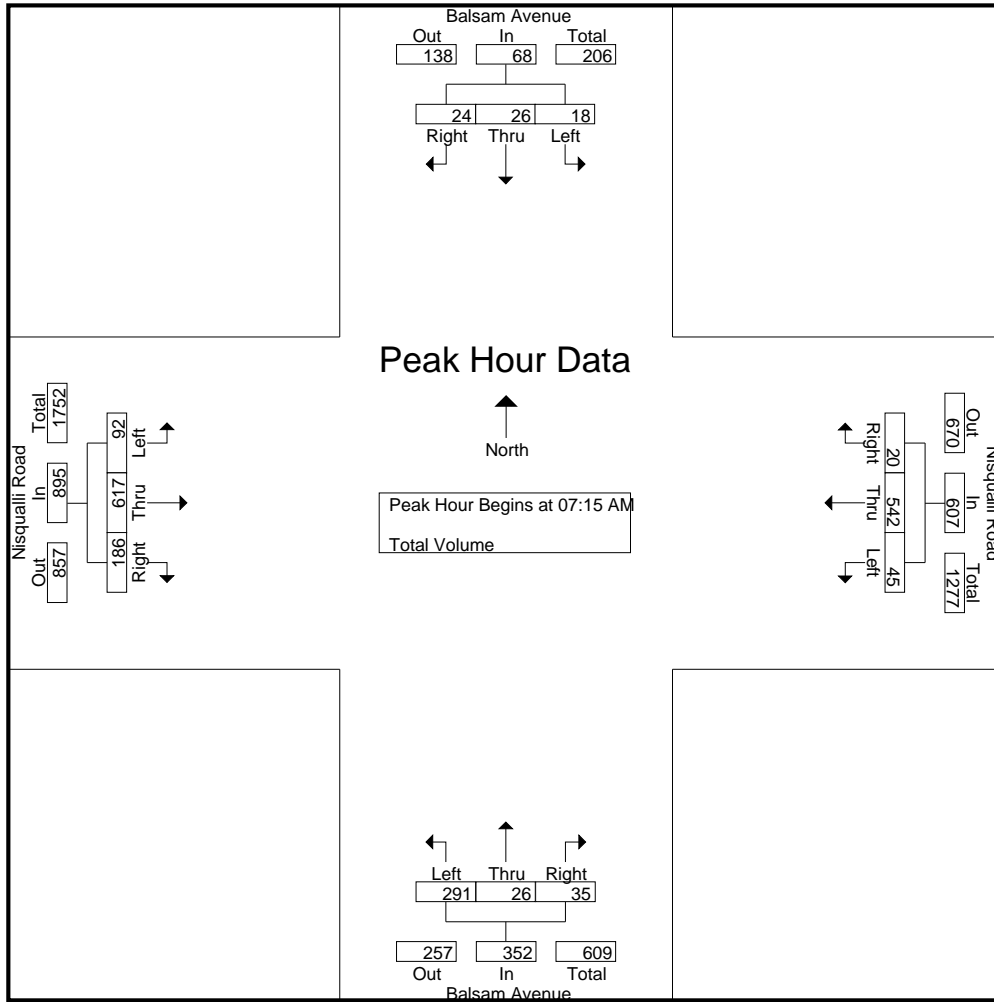 Balsam Avenue
Out In Total
138 68 206
24 26 18
Right Thru Left
Peak Hour Data
North
Peak Hour Begins at 07:15 AM
Total Volume
Nisqualli Road
Out In Total
857 895 1752
186 617 92
Right Thru Left
Nisqualli Road
Out In Total
670 607 1277
20 542 45
Right Thru Left
Left Thru Right
291 26 35
257 352 609
Out In Total
Balsam Avenue